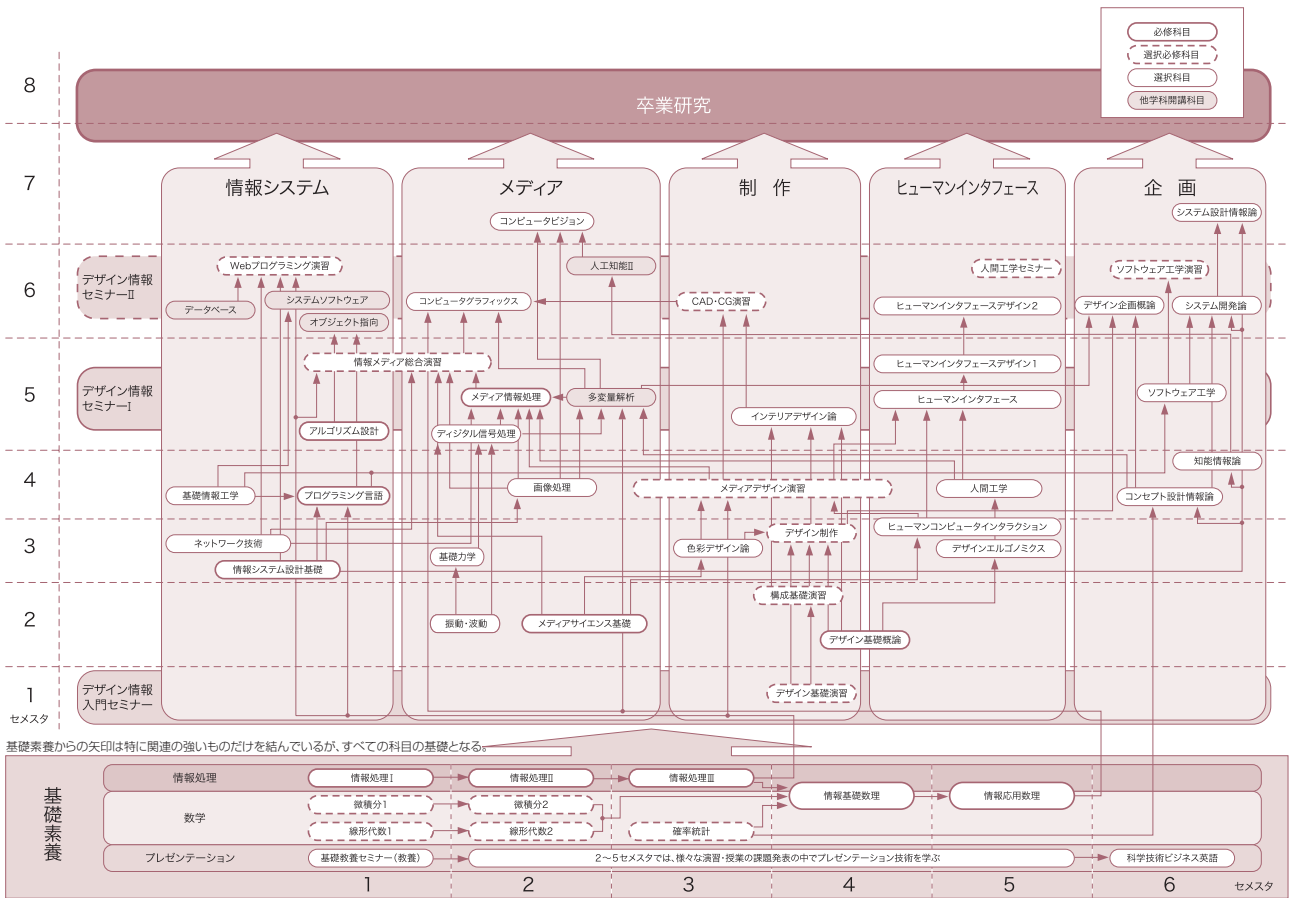 必修科目
選択必修科目
選択科目
他学科開講科目
8
卒業研究
7
情報システム
メディア
制 作
ヒューマンインタフェース
企 画
システム設計情報論
コンピュータビジョン
6
デザイン情報
セミナーⅡ
Webプログラミング演習
人工知能Ⅱ
人間工学セミナー
ソフトウェア工学演習
データベース
システムソフトウェア
オブジェクト指向
コンピュータグラフィックス
CAD・CG演習
ヒューマンインタフェースデザイン2
デザイン企画概論
システム開発論
5
デザイン情報
セミナーⅠ
情報メディア総合演習
ヒューマンインタフェースデザイン1
メディア情報処理
多変量解析
ヒューマンインタフェース
ソフトウェア工学
インテリアデザイン論
アルゴリズム設計
ディジタル信号処理
4
知能情報論
基礎情報工学
プログラミング言語
画像処理
メディアデザイン演習
人間工学
コンセプト設計情報論
3
ネットワーク技術
情報システム設計基礎
基礎力学
色彩デザイン論
デザイン制作
ヒューマンコンピュータインタラクション
デザインエルゴノミクス
2
振動・波動
メディアサイエンス基礎
構成基礎演習
デザイン基礎概論
1
セメスタ
デザイン情報
入門セミナー
デザイン基礎演習
基礎素養からの矢印は特に関連の強いものだけを結んでいるが、すべての科目の基礎となる。
基礎素養
情報処理
情報処理Ⅰ
情報処理Ⅱ
情報処理Ⅲ
情報基礎数理
情報応用数理
数学
微積分1
微積分2
線形代数1
線形代数2
確率統計
プレゼンテーション
基礎教養セミナー(教養)
2〜5セメスタでは、様々な演習・授業の課題発表の中でプレゼンテーション技術を学ぶ
科学技術ビジネス英語
1
2
3
4
5
6
セメスタ